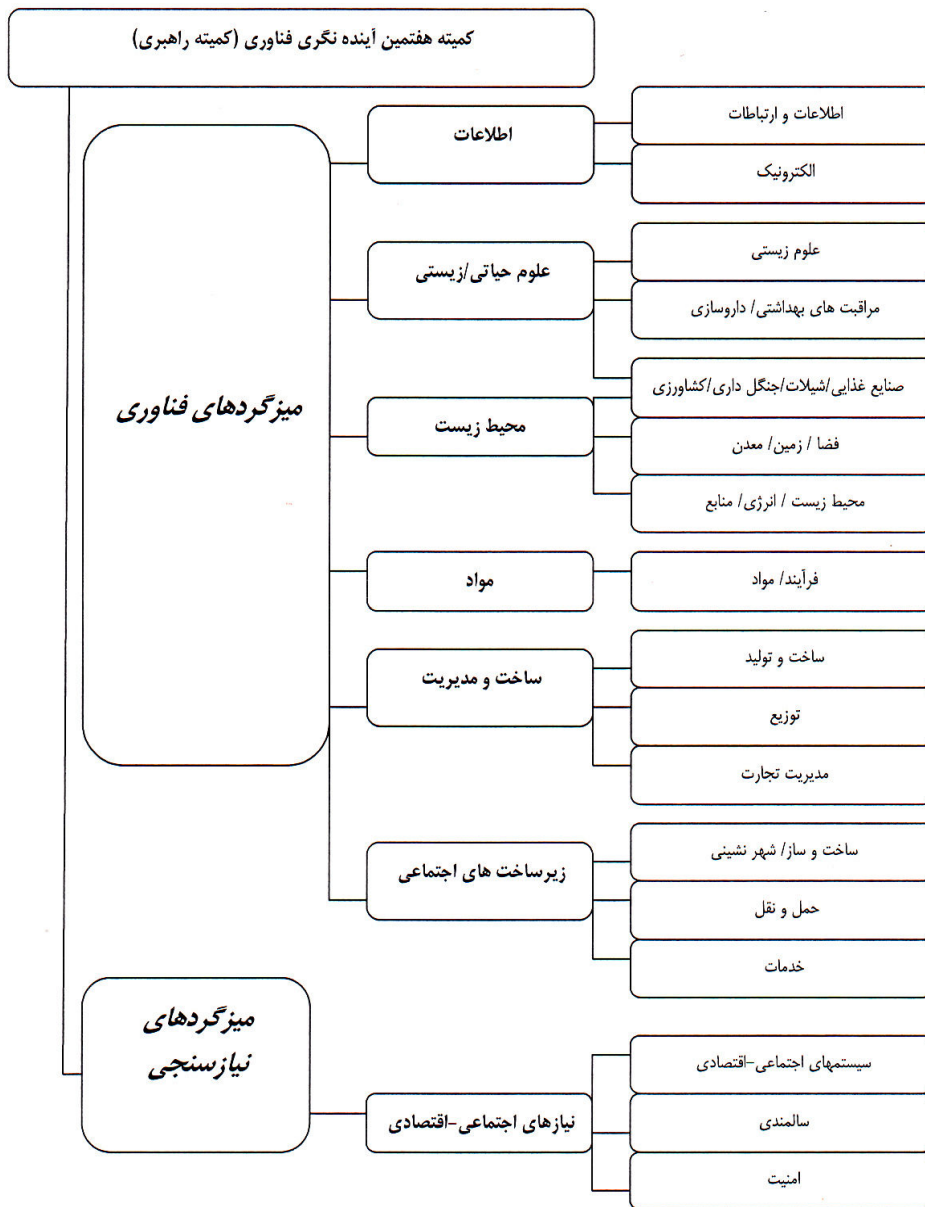 کمیته هفتمین آینده نگری فناوری (کمیته راهبری)
میزگردهای فناوری
اطلاعات
اطلاعات و ارتباطات
الکترونیک
علوم حیاتی/زیستی
علوم زیستی
مراقبت های بهداشتی/ داروسازی
صنایع غذایی/شیلات/جنگل داری/کشاورزی
محیط زیست
فضا / زمین/ معدن
محیط زیست / انرژی/ منابع
مواد
فرآیند/ مواد
ساخت و مدیریت
ساخت و تولید
توزیع
مدیریت تجارت
زیرساخت های اجتماعی
ساخت و ساز/ شهر نشینی
حمل و نقل
خدمات
میزگردهای
نیازسنجی
نیازهای اجتماعی-اقتصادی
سیستمهای اجتماعی-اقتصادی
سالمندی
امنیت